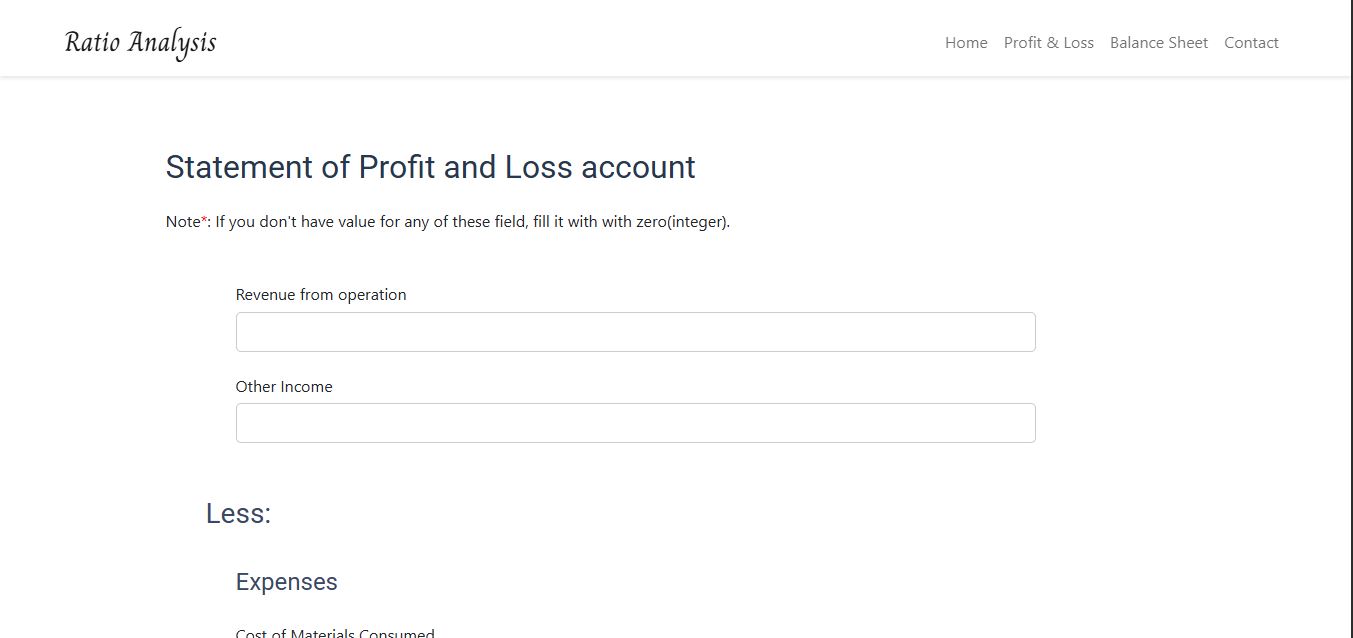 Ratio Analysis
Home Profit & Loss Balance Sheet Contact
Statement of Profit and Loss account
Note*: If you don't have value for any of these field, fill it with with zero(integer).
Revenue from operation
Other Income
Less:
Expenses
Cost of Materials Consumed